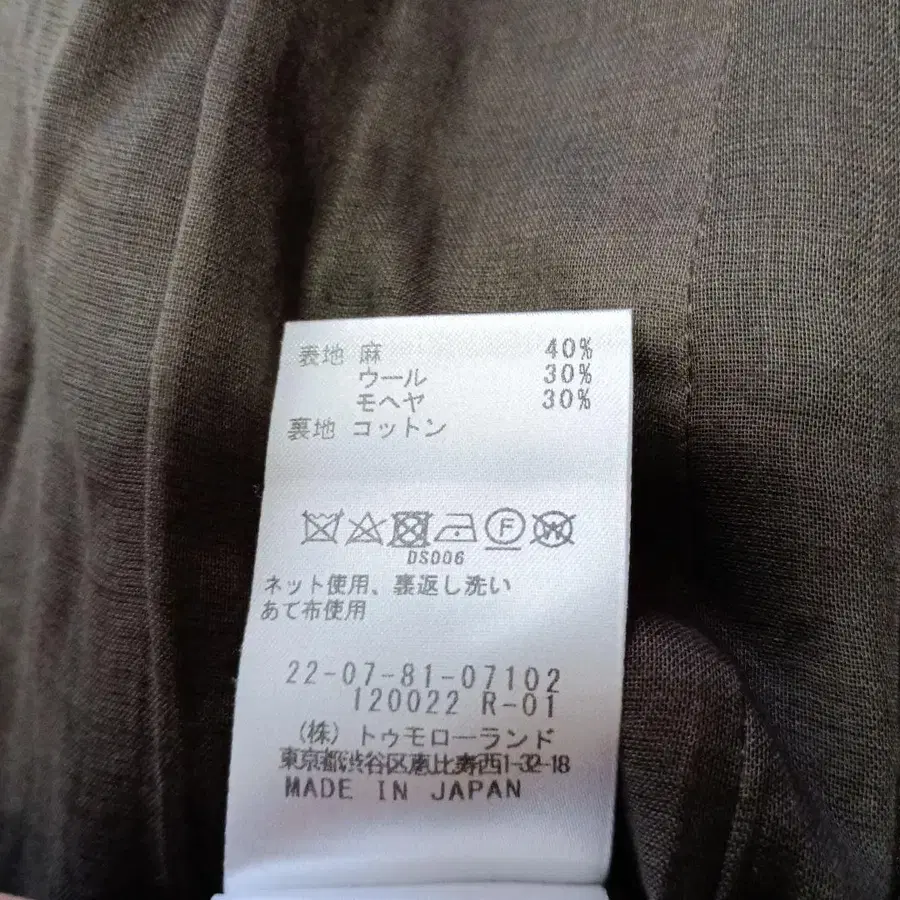 表地 麻 40%
ウール 30%
モヘヤ 30%
裏地 コットン
F W
DS006
ネット使用、裏返し洗い
あて布使用
22-07-81-07102
120022 R-01
(株) トゥモローランド
東京都渋谷区恵比寿西1-32-18
MADE IN JAPAN